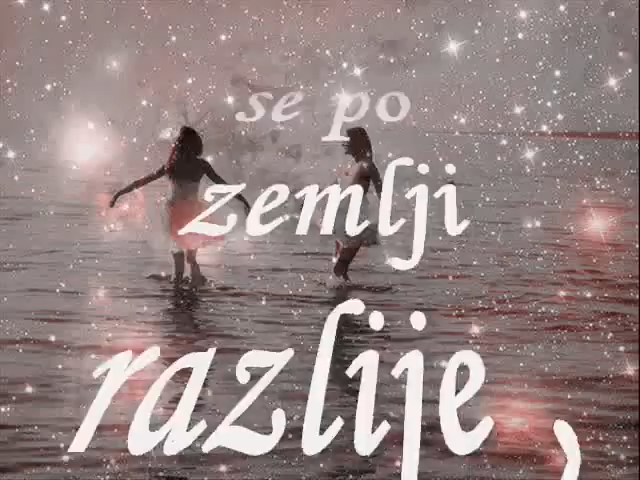 se po
zemlji
razlije ,